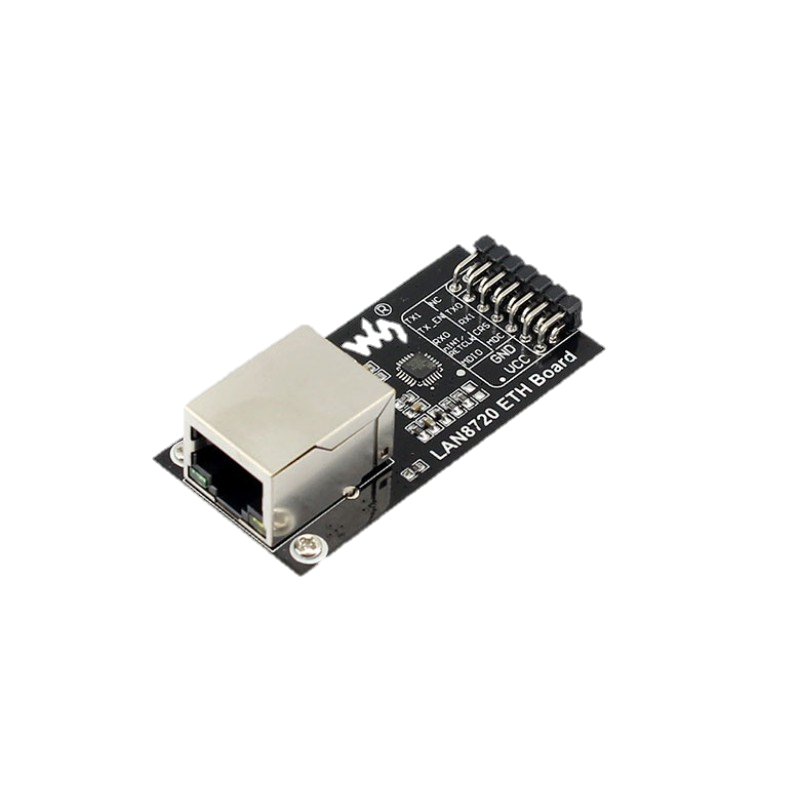 ®
NC
TX1
TX0
TX_EN
RX1
RX0
CRS
nINT/
RETCLK
MDC
MDIO
GND
VCC
LAN8720 ETH Board